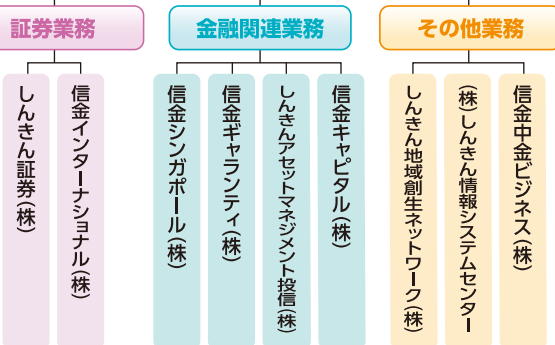 証券業務
しんきん証券(株)
信金インターナショナル(株)
金融関連業務
信金シンガポール(株)
信金ギャランティ(株)
しんきんアセットマネジメント投信(株)
信金キャピタル(株)
その他業務
しんきん地域創生ネットワーク(株)
(株)しんきん情報システムセンター
信金中金ビジネス(株)